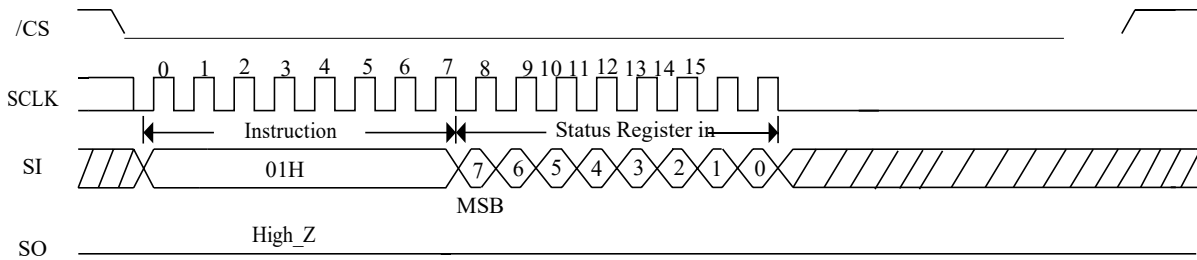 /CS
SCLK 0 1 2 3 4 5 6 7 8 9 10 11 12 13 14 15
Instruction Status Register in
SI 01H 7 6 5 4 3 2 1 0
MSB
High_Z
SO